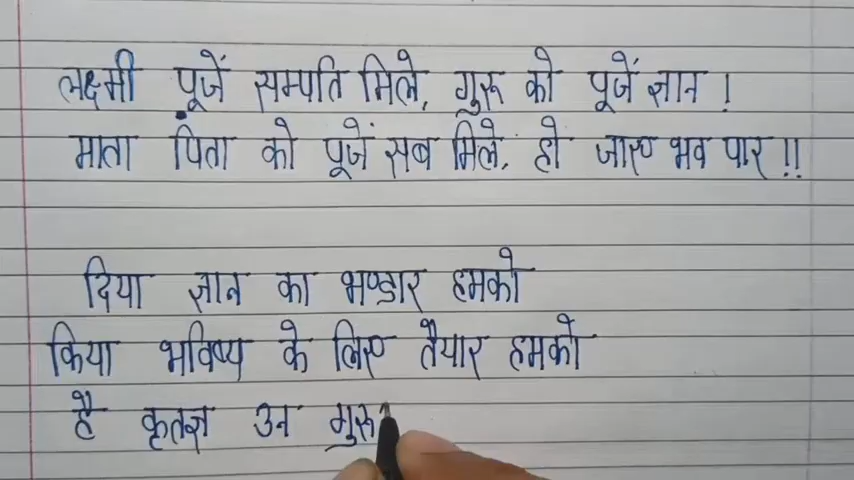 लक्ष्मी पूजें सम्पति मिले, गुरू को पूजें ज्ञान !
माता पिता को पूजें सब मिले, हो जाए भव पार !!
दिया ज्ञान का भण्डार हमको
किया भविष्य के लिए तैयार हमको
है कृतज्ञ उन गुरू